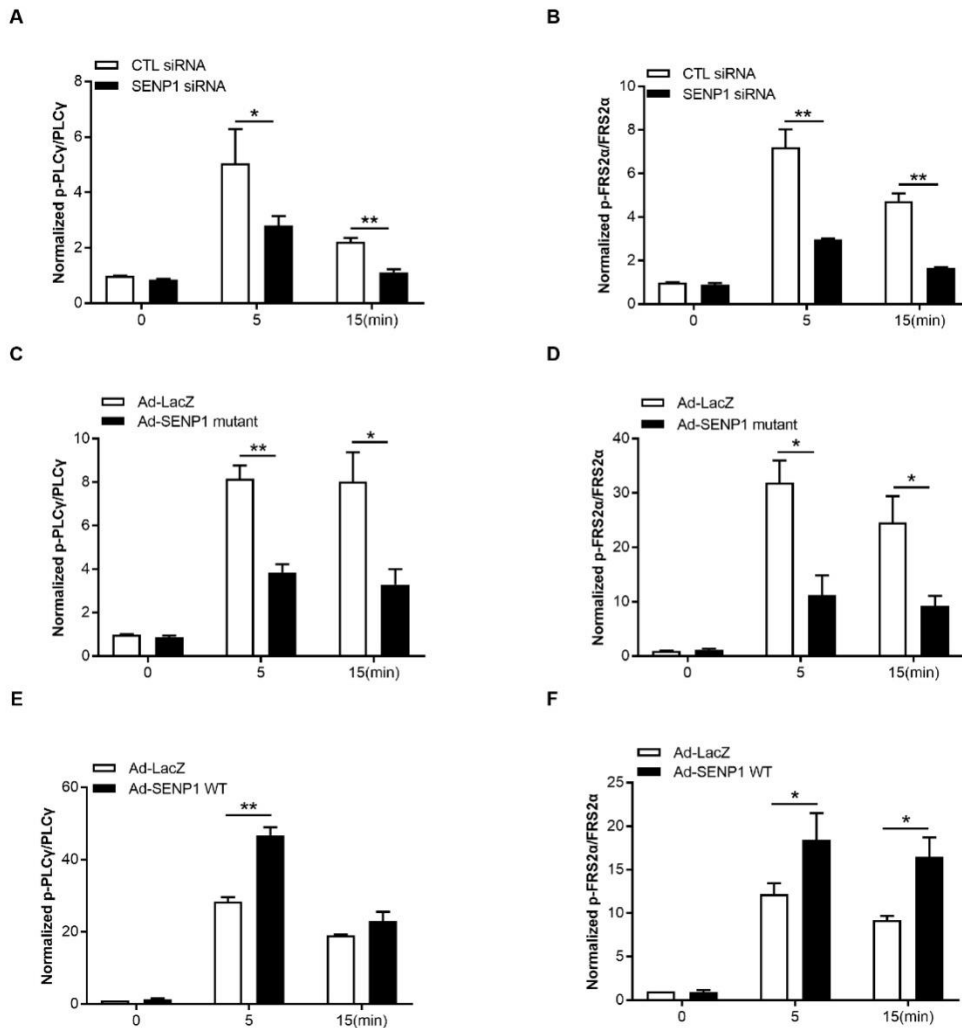 A
CTL siRNA
SENP1 siRNA
Normalized p-PLCγ/PLCγ
8
6
4
2
0
*
**
0 5 15(min)
B
CTL siRNA
SENP1 siRNA
Normalized p-FRS2α/FRS2α
10
8
6
4
2
0
**
**
0 5 15(min)
C
Ad-LacZ
Ad-SENP1 mutant
Normalized p-PLCγ/PLCγ
10
8
6
4
2
0
**
*
0 5 15(min)
D
Ad-LacZ
Ad-SENP1 mutant
Normalized p-FRS2α/FRS2α
40
30
20
10
0
*
*
0 5 15(min)
E
Ad-LacZ
Ad-SENP1 WT
Normalized p-PLCγ/PLCγ
60
40
20
0
**
0 5 15(min)
F
Ad-LacZ
Ad-SENP1 WT
Normalized p-FRS2α/FRS2α
25
20
15
10
5
0
*
*
0 5 15(min)